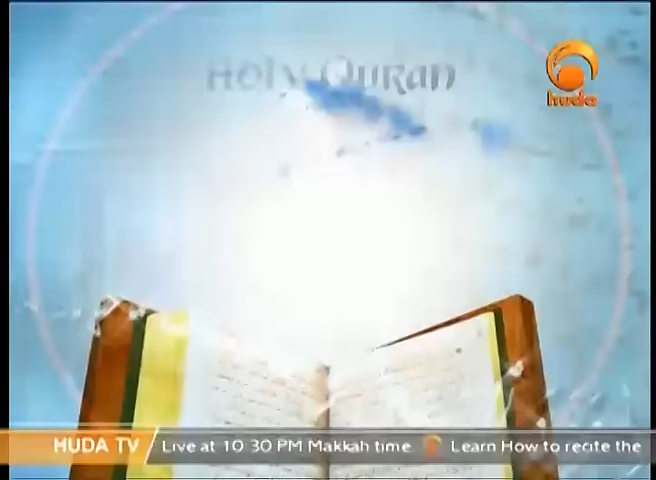 Holy Quran
huda
HUDA TV Live at 10:30 PM Makkah time Learn How to recite the